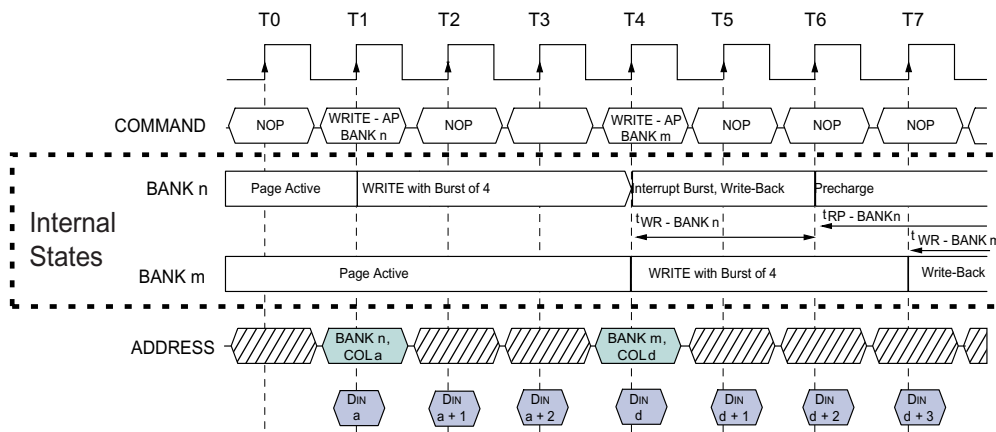 T0 T1 T2 T3 T4 T5 T6 T7
COMMAND
NOP
WRITE - AP
BANK n
NOP
WRITE - AP
BANK m
NOP
NOP
NOP
Internal
States
BANK n
Page Active
WRITE with Burst of 4
Interrupt Burst, Write-Back
Precharge
tWR - BANK n
tRP - BANK n
tWR - BANK m
BANK m
Page Active
WRITE with Burst of 4
Write-Back
ADDRESS
BANK n,
COL a
BANK m,
COL d
DIN
a
DIN
a + 1
DIN
a + 2
DIN
d
DIN
d + 1
DIN
d + 2
DIN
d + 3